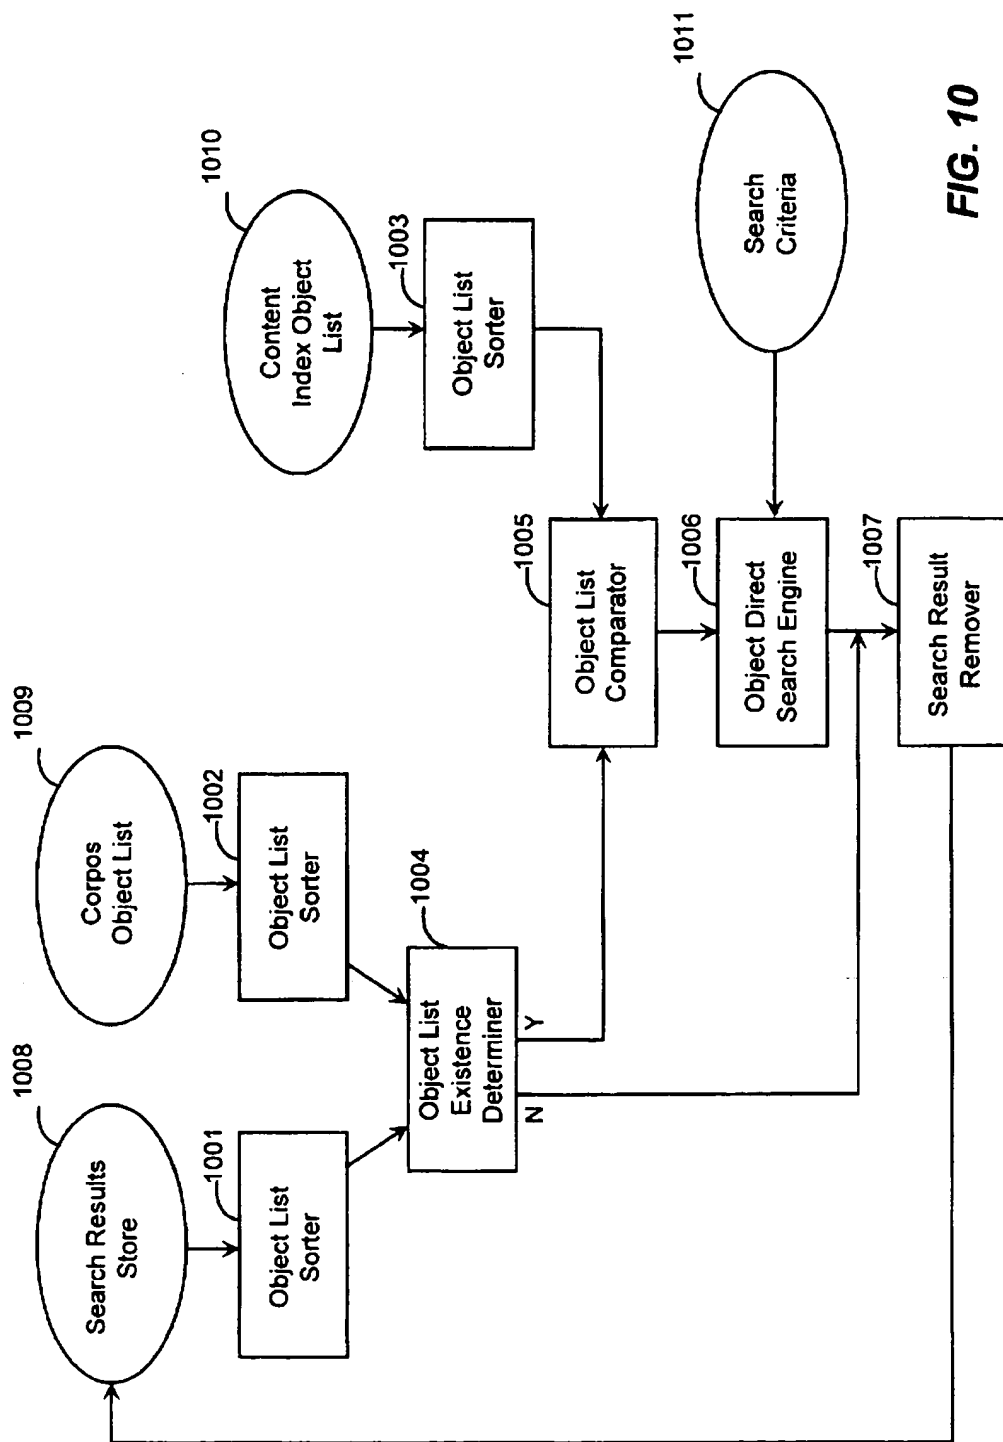 1008
Search Results
Store
1009
Corpos
Object List
1001
Object List
Sorter
1002
Object List
Sorter
1010
Content
Index Object
List
1003
Object List
Sorter
1004
Object List
Existence
Determiner
N
Y
1005
Object List
Comparator
1006
Object Direct
Search Engine
1011
Search
Criteria
1007
Search Result
Remover
FIG. 10